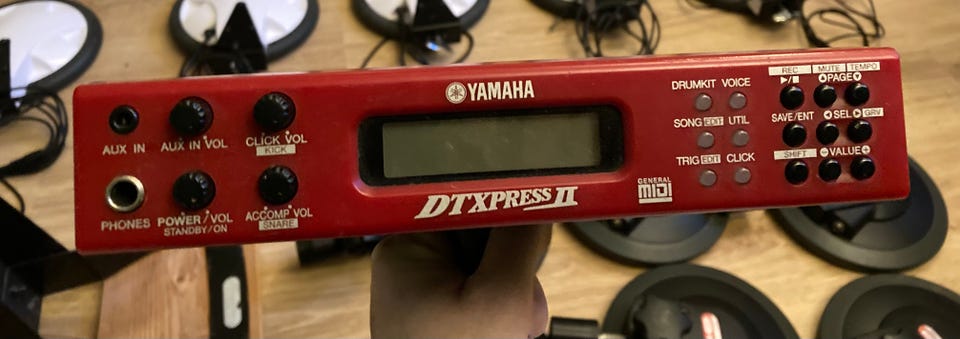 YAMAHA
DTXPRESS II
AUX IN
AUX IN VOL
CLICK VOL
KICK
PHONES
POWER/VOL
STANDBY/ON
ACCOMP VOL
SNARE
GENERAL
MIDI
DRUMKIT VOICE
SONG EDIT UTIL
TRIG EDIT CLICK
REC MUTE TEMPO
▶/■ ▲PAGE▼
SAVE/ENT ◀SEL▶ GRV
SHIFT −VALUE+